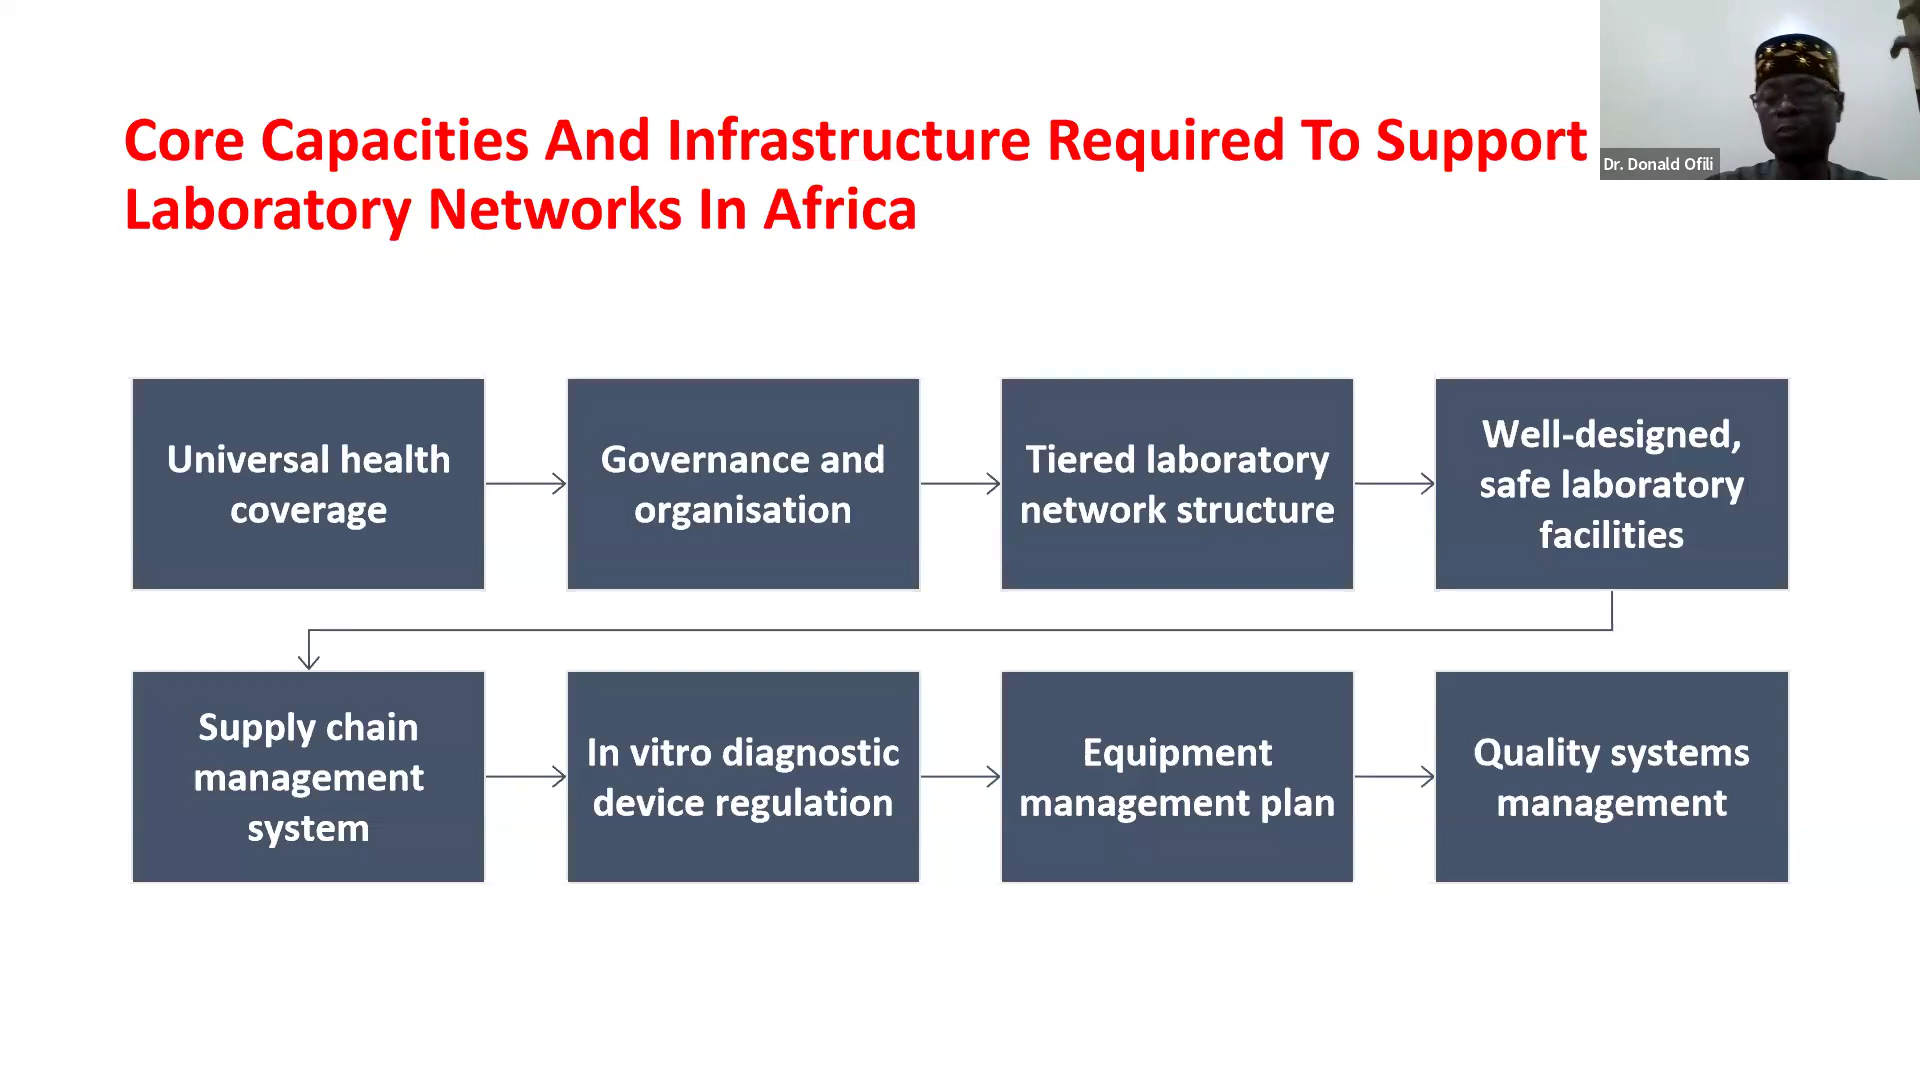 Core Capacities And Infrastructure Required To Support
Laboratory Networks In Africa
Dr. Donald Ofili
Universal health
coverage
Governance and
organisation
Tiered laboratory
network structure
Well-designed,
safe laboratory
facilities
Supply chain
management
system
In vitro diagnostic
device regulation
Equipment
management plan
Quality systems
management